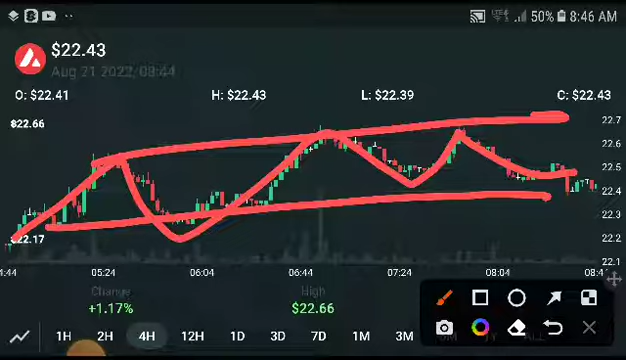 50% 8:46 AM
$22.43
Aug 21 2022, 08:44
O: $22.41 H: $22.43 L: $22.39 C: $22.43
$22.66
22.7
22.6
22.5
22.4
22.3
$22.17
22.2
22.1
05:24 06:04 06:44 07:24 08:04
Change High
+1.17% $22.66
1H 2H 4H 12H 1D 3D 7D 1M 3M